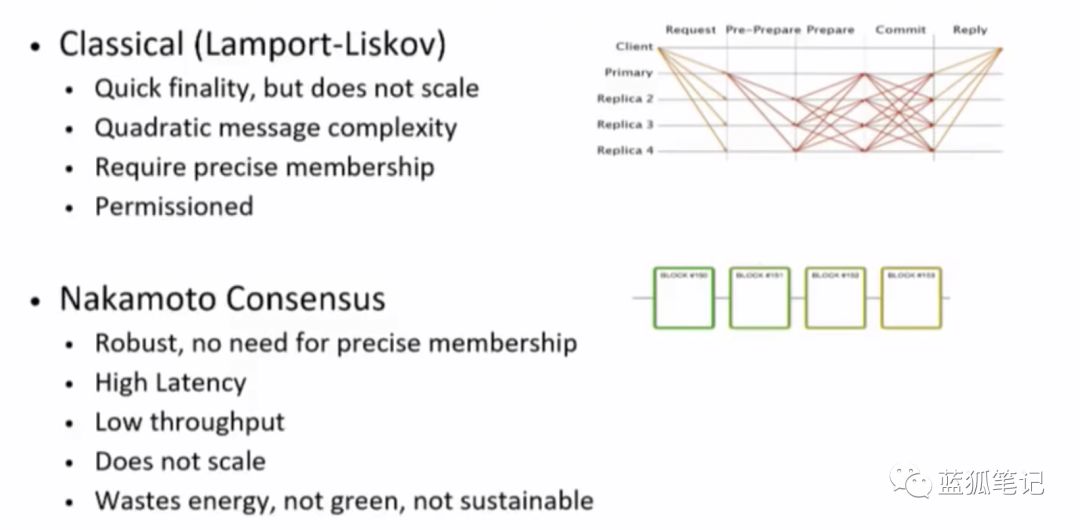 • Classical (Lamport-Liskov)
• Quick finality, but does not scale
• Quadratic message complexity
• Require precise membership
• Permissioned
Request Pre-Prepare Prepare Commit Reply
Client
Primary
Replica 2
Replica 3
Replica 4
• Nakamoto Consensus
• Robust, no need for precise membership
• High Latency
• Low throughput
• Does not scale
• Wastes energy, not green, not sustainable
BLOCK #150 BLOCK #151 BLOCK #152 BLOCK #153
蓝狐笔记